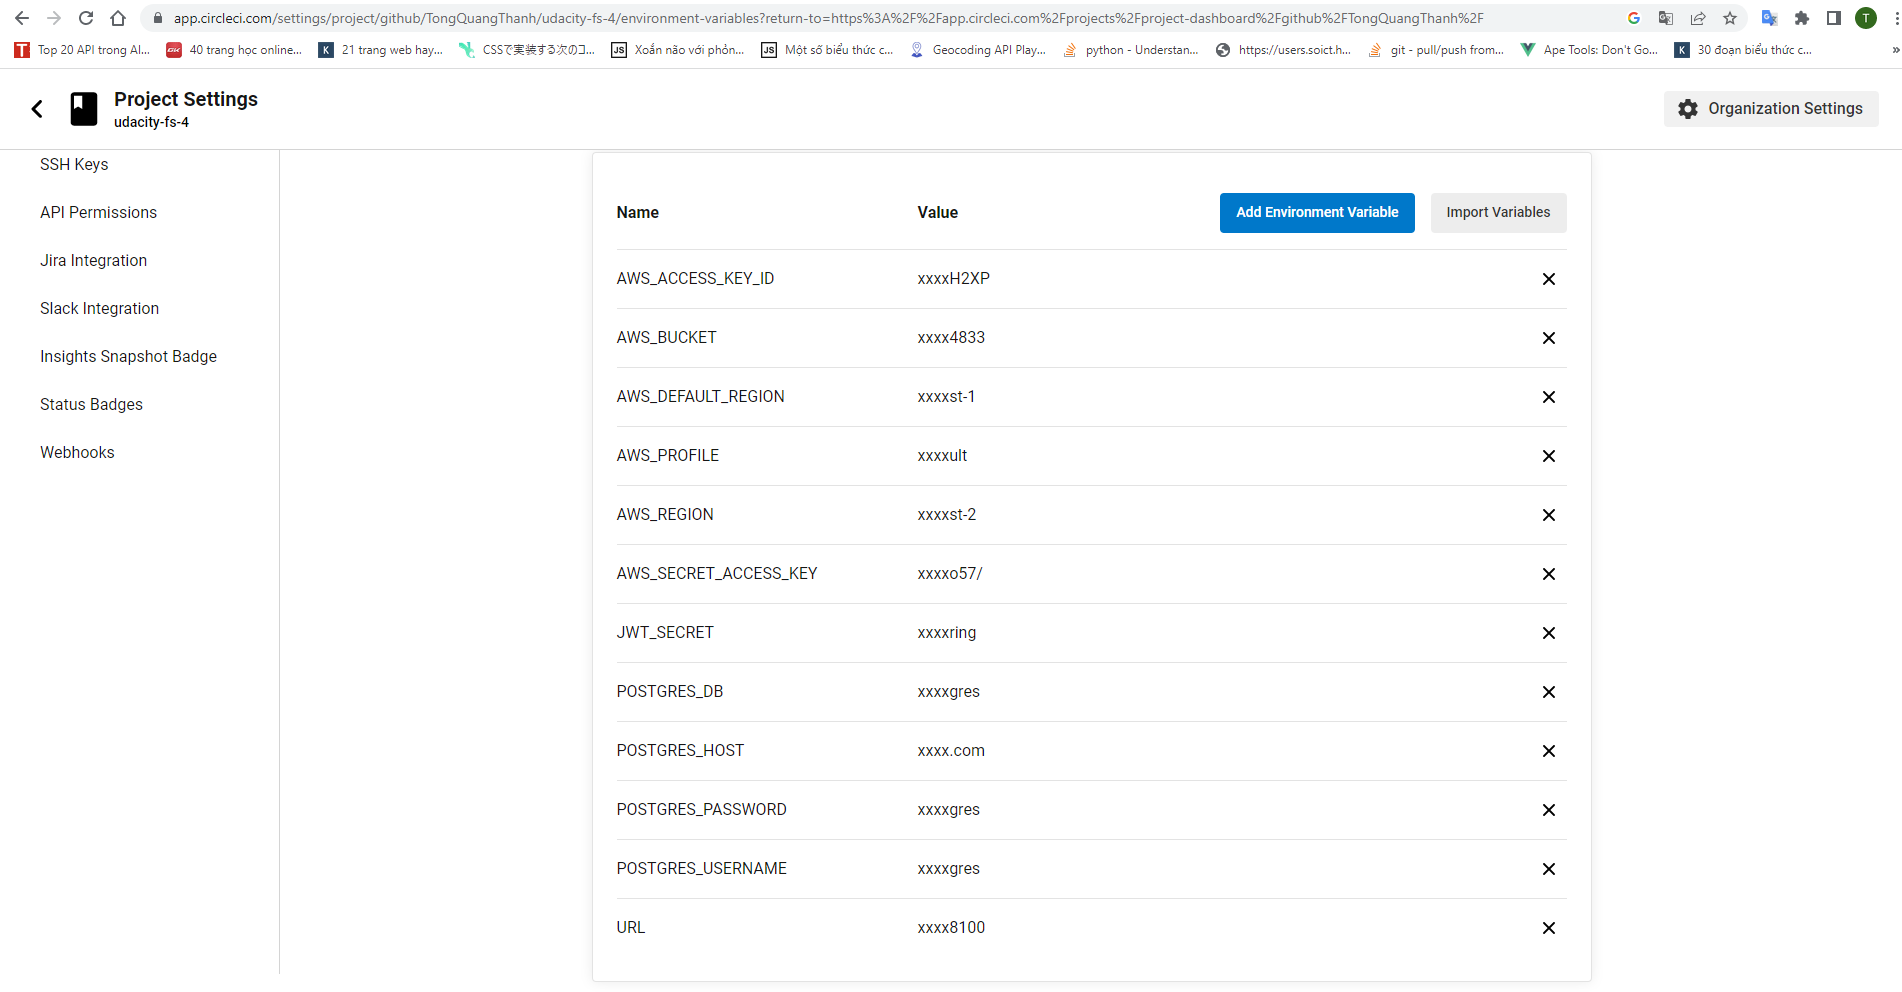 app.circleci.com/settings/project/github/TongQuangThanh/udacity-fs-4/environment-variables?return-to=https%3A%2F%2Fapp.circleci.com%2Fprojects%2Fproject-dashboard%2Fgithub%2FTongQuangThanh%2F
T
T Top 20 API trong AI...
GK 40 trang học online...
K 21 trang web hay...
CSSで実装する次のコ...
JS Xoắn não với phỏn...
JS Một số biểu thức c...
Geocoding API Play...
python - Understan...
https://users.soict.h...
git - pull/push from...
Ape Tools: Don't Go...
K 30 đoạn biểu thức c...
»
Project Settings
udacity-fs-4
Organization Settings
SSH Keys
API Permissions
Jira Integration
Slack Integration
Insights Snapshot Badge
Status Badges
Webhooks
Name Value Add Environment Variable Import Variables
AWS_ACCESS_KEY_ID xxxxH2XP
AWS_BUCKET xxxx4833
AWS_DEFAULT_REGION xxxxst-1
AWS_PROFILE xxxxult
AWS_REGION xxxxst-2
AWS_SECRET_ACCESS_KEY xxxxo57/
JWT_SECRET xxxxring
POSTGRES_DB xxxxgres
POSTGRES_HOST xxxx.com
POSTGRES_PASSWORD xxxxgres
POSTGRES_USERNAME xxxxgres
URL xxxx8100